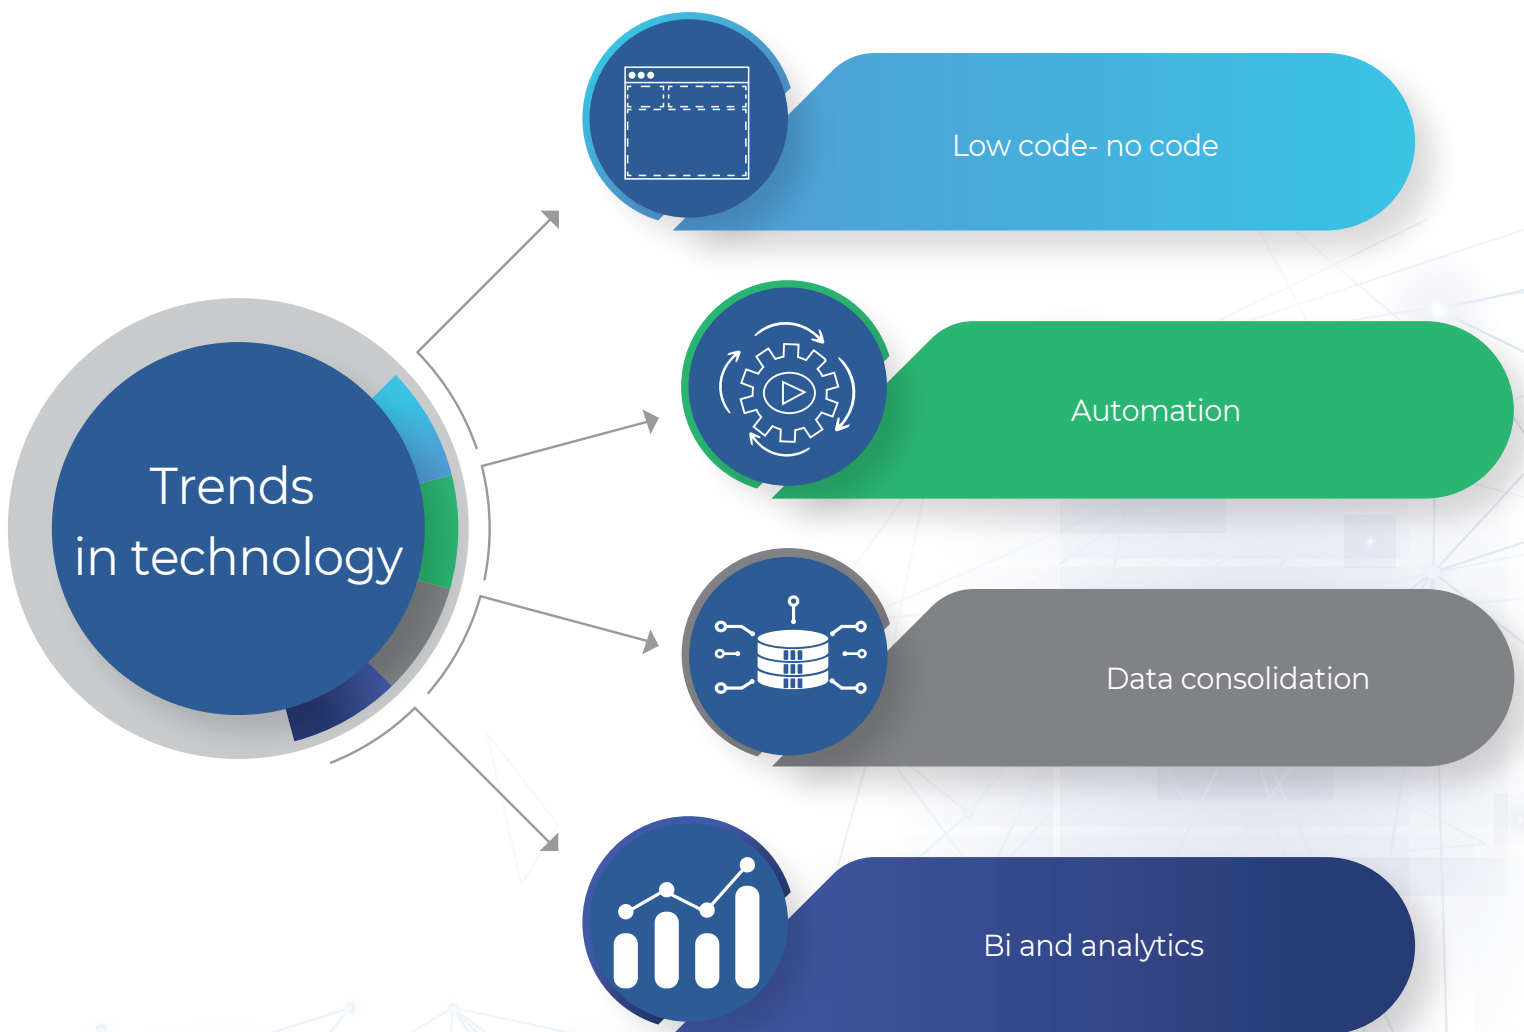 Trends
in technology
Low code- no code
Automation
Data consolidation
Bi and analytics